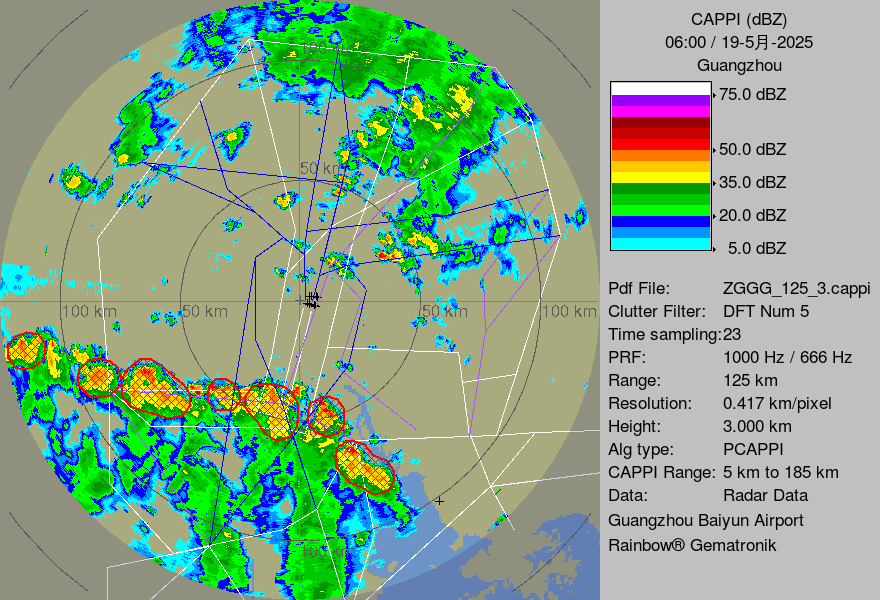 CAPPI (dBZ)
06:00 / 19-5月-2025
Guangzhou
75.0 dBZ
50.0 dBZ
35.0 dBZ
20.0 dBZ
5.0 dBZ
Pdf File: ZGGG_125_3.cappi
Clutter Filter: DFT Num 5
Time sampling:23
PRF: 1000 Hz / 666 Hz
Range: 125 km
Resolution: 0.417 km/pixel
Height: 3.000 km
Alg type: PCAPPI
CAPPI Range: 5 km to 185 km
Data: Radar Data
Guangzhou Baiyun Airport
Rainbow® Gematronik
100 km
50 km
100 km
50 km
50 km
100 km
100 km